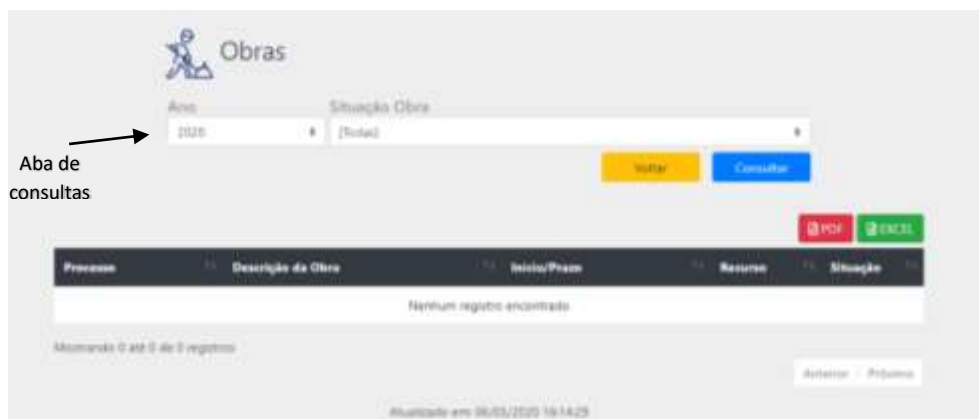 Obras
Ano
Situação Obra
2020
(Todas)
Aba de
consultas
Voltar
Consultar
PDF
EXCEL
Processo
Descrição da Obra
Início/Prazo
Recurso
Situação
Nenhum registro encontrado
Mostrando 0 até 0 de 0 registros
Anterior
Próximo
Atualizado em: 06/03/2020 16:14:29